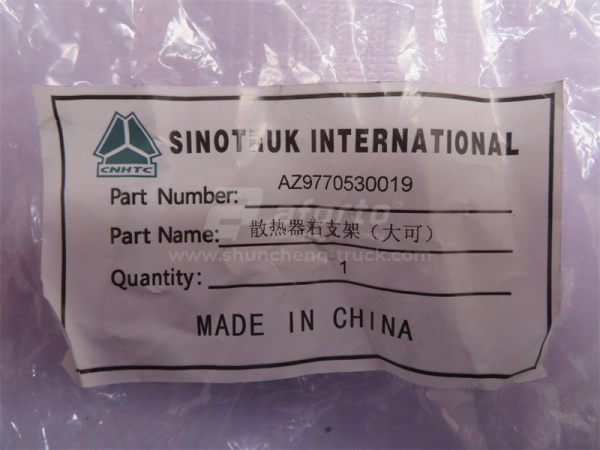 SINOTRUK INTERNATIONAL
CNHTC
Part Number: AZ9770530019
Part Name: 散热器右支架（大可）
Quantity: 1
MADE IN CHINA
aforto
www.shuncheng-truck.com